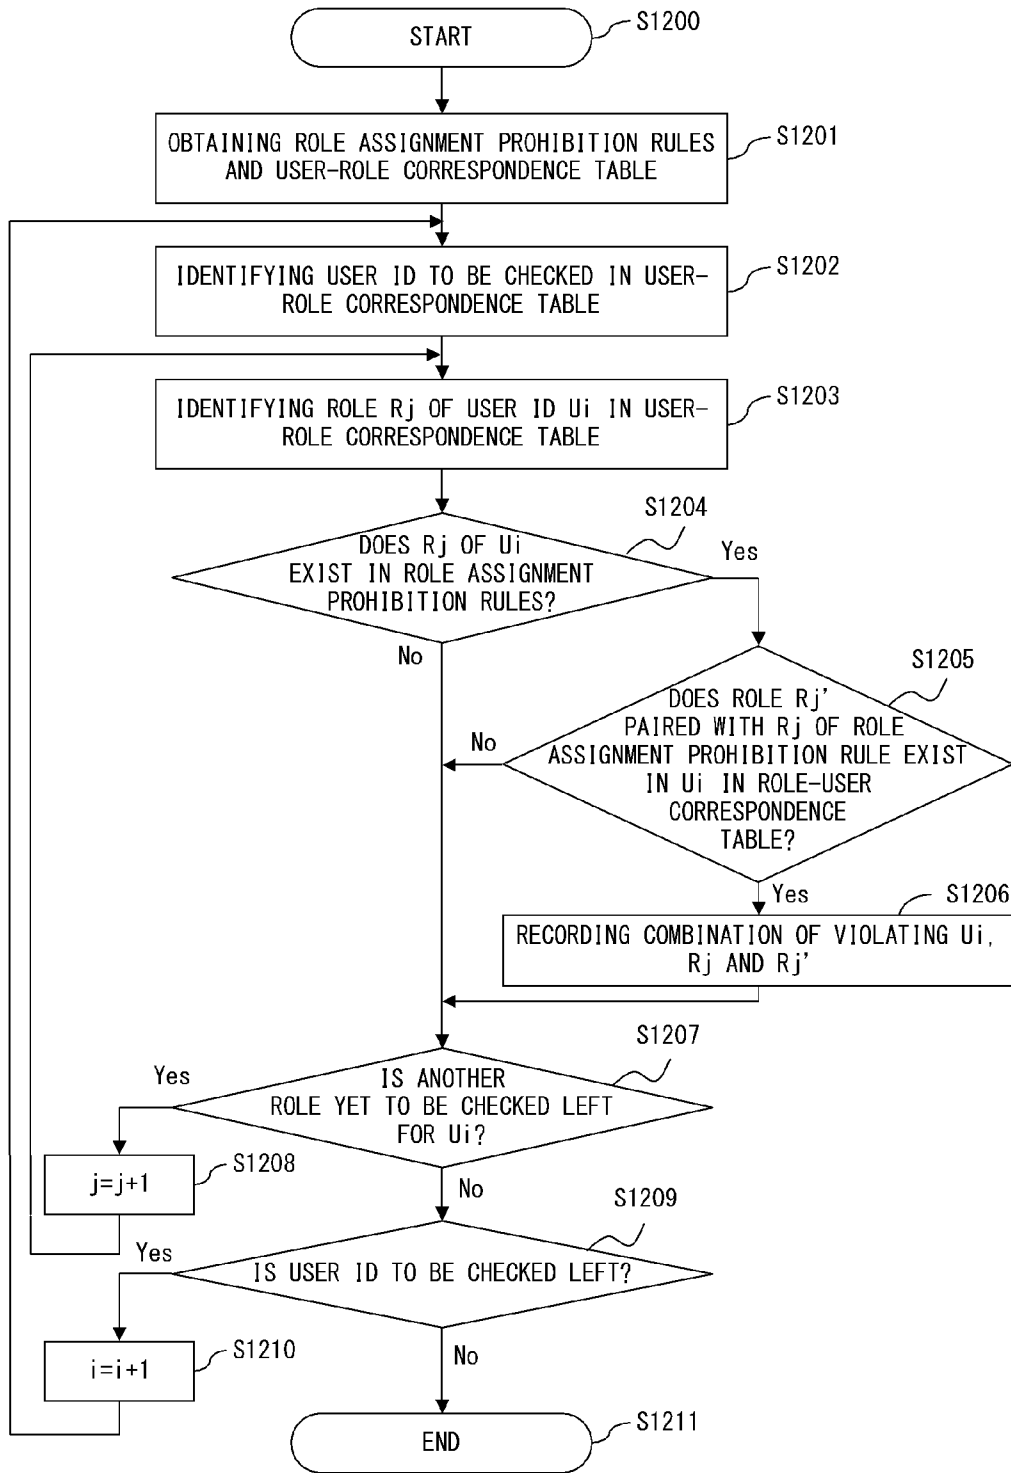 START
S1200
OBTAINING ROLE ASSIGNMENT PROHIBITION RULES
AND USER-ROLE CORRESPONDENCE TABLE
S1201
IDENTIFYING USER ID TO BE CHECKED IN USER-
ROLE CORRESPONDENCE TABLE
S1202
IDENTIFYING ROLE Rj OF USER ID Ui IN USER-
ROLE CORRESPONDENCE TABLE
S1203
S1204
DOES Rj OF Ui
EXIST IN ROLE ASSIGNMENT
PROHIBITION RULES?
Yes
No
S1205
DOES ROLE Rj'
PAIRED WITH Rj OF ROLE
ASSIGNMENT PROHIBITION RULE EXIST
IN Ui IN ROLE-USER
CORRESPONDENCE
TABLE?
No
Yes
S1206
RECORDING COMBINATION OF VIOLATING Ui,
Rj AND Rj'
S1207
IS ANOTHER
ROLE YET TO BE CHECKED LEFT
FOR Ui?
Yes
No
S1208
j=j+1
S1209
IS USER ID TO BE CHECKED LEFT?
Yes
No
S1210
i=i+1
END
S1211